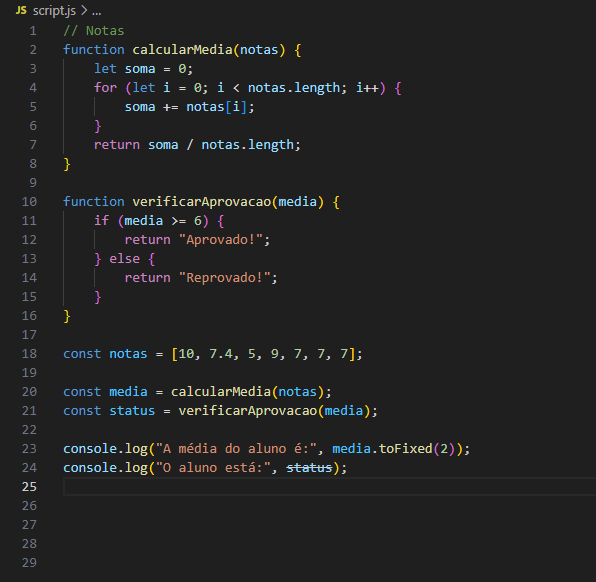 JS script.js > ...
1 // Notas
2 function calcularMedia(notas) {
3     let soma = 0;
4     for (let i = 0; i < notas.length; i++) {
5         soma += notas[i];
6     }
7     return soma / notas.length;
8 }
9
10 function verificarAprovacao(media) {
11     if (media >= 6) {
12         return "Aprovado!";
13     } else {
14         return "Reprovado!";
15     }
16 }
17
18 const notas = [10, 7.4, 5, 9, 7, 7, 7];
19
20 const media = calcularMedia(notas);
21 const status = verificarAprovacao(media);
22
23 console.log("A média do aluno é:", media.toFixed(2));
24 console.log("O aluno está:", status);
25
26
27
28
29